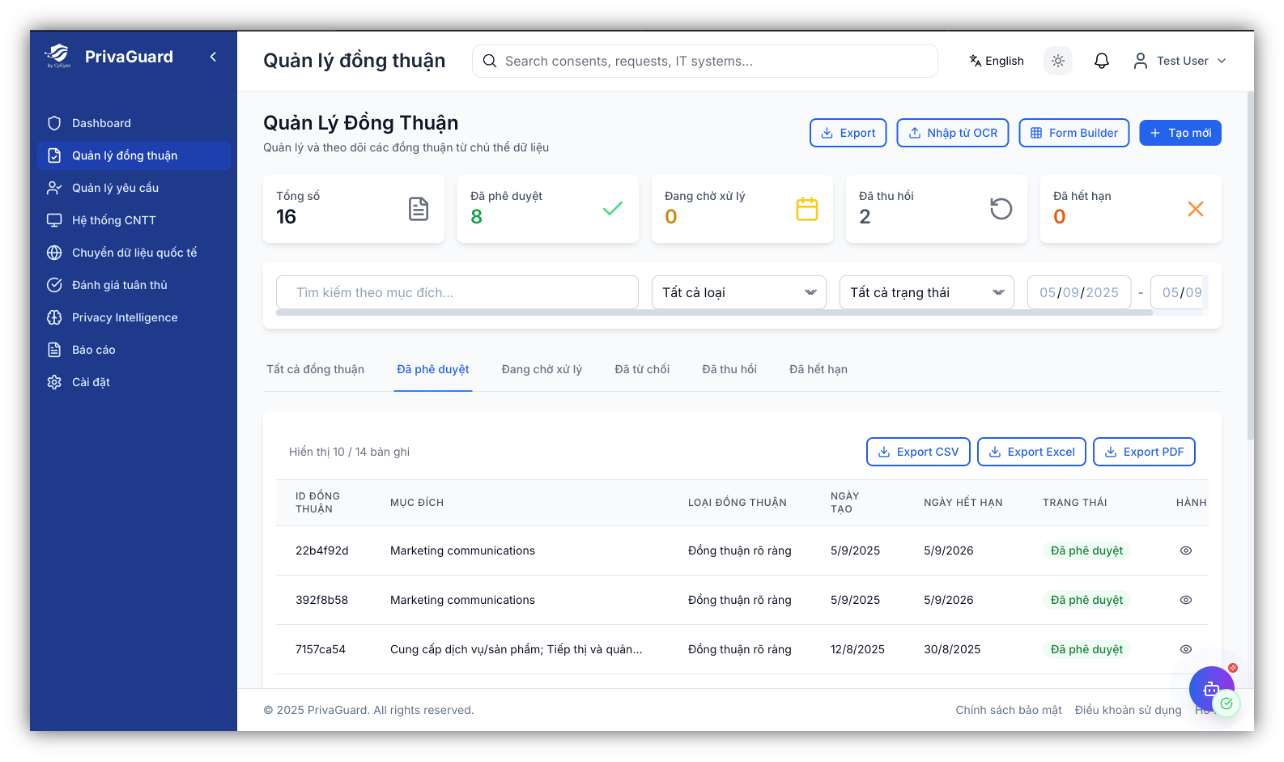 by CyEyes
PrivaGuard
Dashboard
Quản lý đồng thuận
Quản lý yêu cầu
Hệ thống CNTT
Chuyển dữ liệu quốc tế
Đánh giá tuân thủ
Privacy Intelligence
Báo cáo
Cài đặt
Quản lý đồng thuận
Search consents, requests, IT systems...
English
Test User
Quản Lý Đồng Thuận
Quản lý và theo dõi các đồng thuận từ chủ thể dữ liệu
Export
Nhập từ OCR
Form Builder
Tạo mới
Tổng số
16
Đã phê duyệt
8
Đang chờ xử lý
0
Đã thu hồi
2
Đã hết hạn
0
Tìm kiếm theo mục đích...
Tất cả loại
Tất cả trạng thái
05/09/2025 - 05/09
Tất cả đồng thuận
Đã phê duyệt
Đang chờ xử lý
Đã từ chối
Đã thu hồi
Đã hết hạn
Hiển thị 10 / 14 bản ghi
Export CSV
Export Excel
Export PDF
ID ĐỒNG
THUẬN
MỤC ĐÍCH
LOẠI ĐỒNG THUẬN
NGÀY
TẠO
NGÀY HẾT HẠN
TRẠNG THÁI
HÀNH
22b4f92d Marketing communications Đồng thuận rõ ràng 5/9/2025 5/9/2026 Đã phê duyệt
392f8b58 Marketing communications Đồng thuận rõ ràng 5/9/2025 5/9/2026 Đã phê duyệt
7157ca54 Cung cấp dịch vụ/sản phẩm; Tiếp thị và quản... Đồng thuận rõ ràng 12/8/2025 30/8/2025 Đã phê duyệt
© 2025 PrivaGuard. All rights reserved.
Chính sách bảo mật
Điều khoản sử dụng